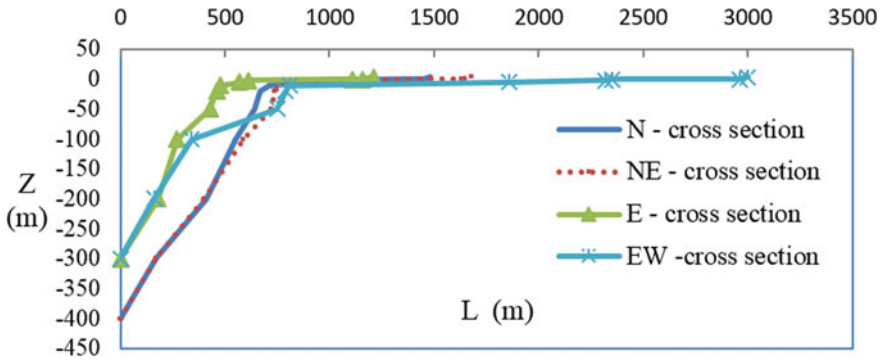 0 500 1000 1500 2000 2500 3000 3500
50
0
-50
-100
-150
-200
-250
-300
-350
-400
-450
Z
(m)
L (m)
N - cross section
NE - cross section
E - cross section
EW -cross section